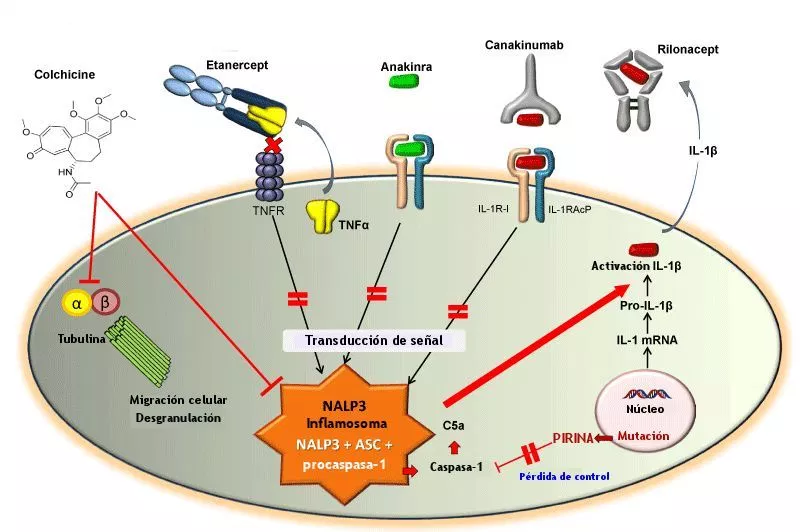 Canakinumab
Rilonacept
Etanercept
Anakinra
Colchicine
O
O
O
O
O
HN
O
IL-1β
TNFR
TNFα
IL-1R-I
IL-1RAcP
Activación IL-1β
Pro-IL-1β
IL-1 mRNA
α
β
Tubulina
Transducción de señal
Migración celular
Desgranulación
NALP3
Inflamosoma
NALP3 + ASC +
procaspasa-1
C5a
Caspasa-1
Núcleo
Mutación
PIRINA
Pérdida de control